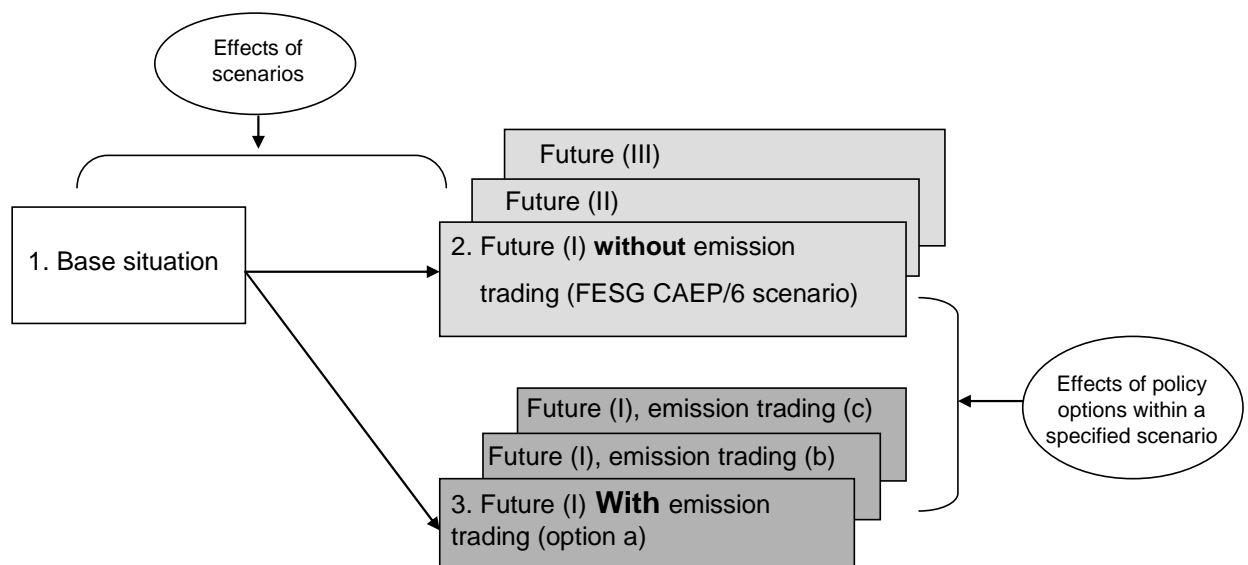 Effects of
scenarios
Future (III)
Future (II)
1. Base situation
2. Future (I) without emission
trading (FESG CAEP/6 scenario)
Future (I), emission trading (c)
Future (I), emission trading (b)
3. Future (I) With emission
trading (option a)
Effects of policy
options within a
specified scenario